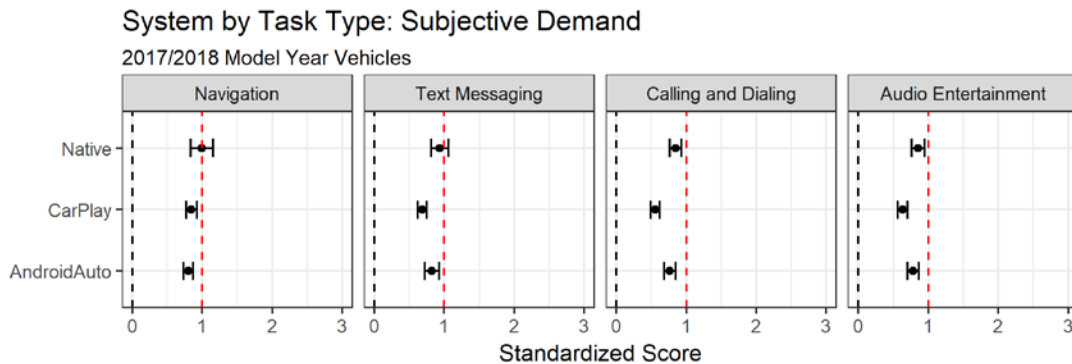 System by Task Type: Subjective Demand
2017/2018 Model Year Vehicles
Navigation Text Messaging Calling and Dialing Audio Entertainment
Native
CarPlay
AndroidAuto
0 1 2 3 0 1 2 3 0 1 2 3 0 1 2 3
Standardized Score